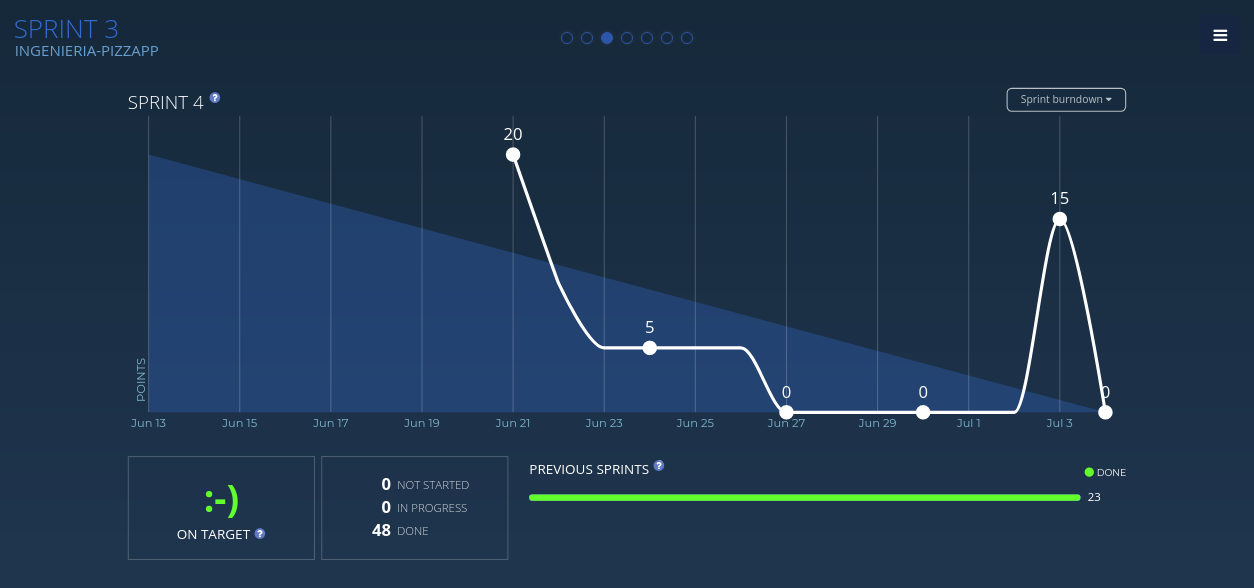 SPRINT 3
INGENIERIA-PIZZAPP
SPRINT 4 ?
Sprint burndown
20
15
5
0
0
0
POINTS
Jun 13 Jun 15 Jun 17 Jun 19 Jun 21 Jun 23 Jun 25 Jun 27 Jun 29 Jul 1 Jul 3
:-)
ON TARGET ?
0 NOT STARTED
0 IN PROGRESS
48 DONE
PREVIOUS SPRINTS ?
DONE
23